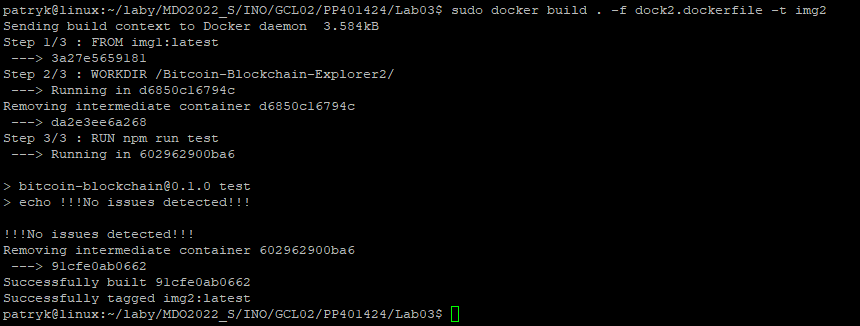 patryk@linux:~/laby/MDO2022_S/INO/GCL02/PP401424/Lab03$ sudo docker build . -f dock2.dockerfile -t img2
Sending build context to Docker daemon  3.584kB
Step 1/3 : FROM img1:latest
 ---> 3a27e5659181
Step 2/3 : WORKDIR /Bitcoin-Blockchain-Explorer2/
 ---> Running in d6850c16794c
Removing intermediate container d6850c16794c
 ---> da2e3ee6a268
Step 3/3 : RUN npm run test
 ---> Running in 602962900ba6

> bitcoin-blockchain@0.1.0 test
> echo !!!No issues detected!!!

!!!No issues detected!!!
Removing intermediate container 602962900ba6
 ---> 91cfe0ab0662
Successfully built 91cfe0ab0662
Successfully tagged img2:latest
patryk@linux:~/laby/MDO2022_S/INO/GCL02/PP401424/Lab03$